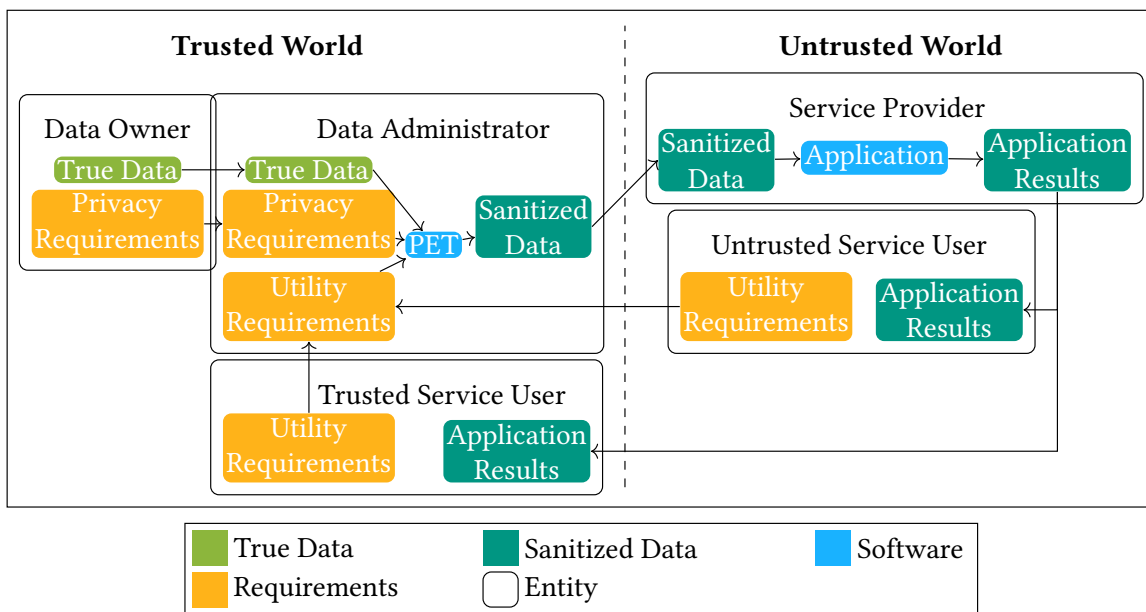 Trusted World
Untrusted World
Data Owner
True Data
Privacy
Requirements
Data Administrator
True Data
Privacy
Requirements
Utility
Requirements
PET
Sanitized
Data
Trusted Service User
Utility
Requirements
Application
Results
Service Provider
Sanitized
Data
Application
Application
Results
Untrusted Service User
Utility
Requirements
Application
Results
True Data
Sanitized Data
Software
Requirements
Entity